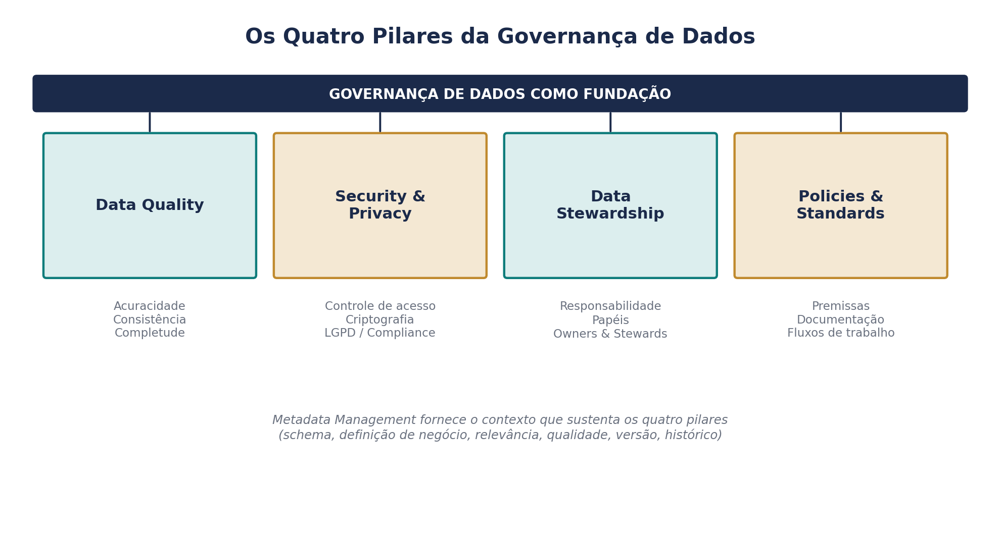 Os Quatro Pilares da Governança de Dados
GOVERNANÇA DE DADOS COMO FUNDAÇÃO
Data Quality
Security &
Privacy
Data
Stewardship
Policies &
Standards
Acuracidade
Consistência
Completude
Controle de acesso
Criptografia
LGPD / Compliance
Responsabilidade
Papéis
Owners & Stewards
Premissas
Documentação
Fluxos de trabalho
Metadata Management fornece o contexto que sustenta os quatro pilares
(schema, definição de negócio, relevância, qualidade, versão, histórico)